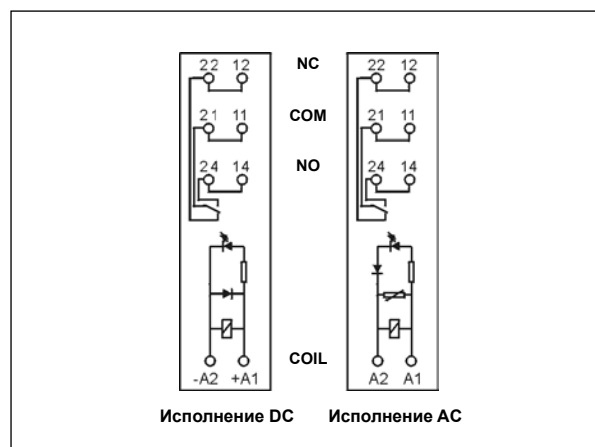 22 12 NC 22 12
21 11 COM 21 11
24 14 NO 24 14
COIL
-A2 +A1 A2 A1
Исполнение DC Исполнение AC